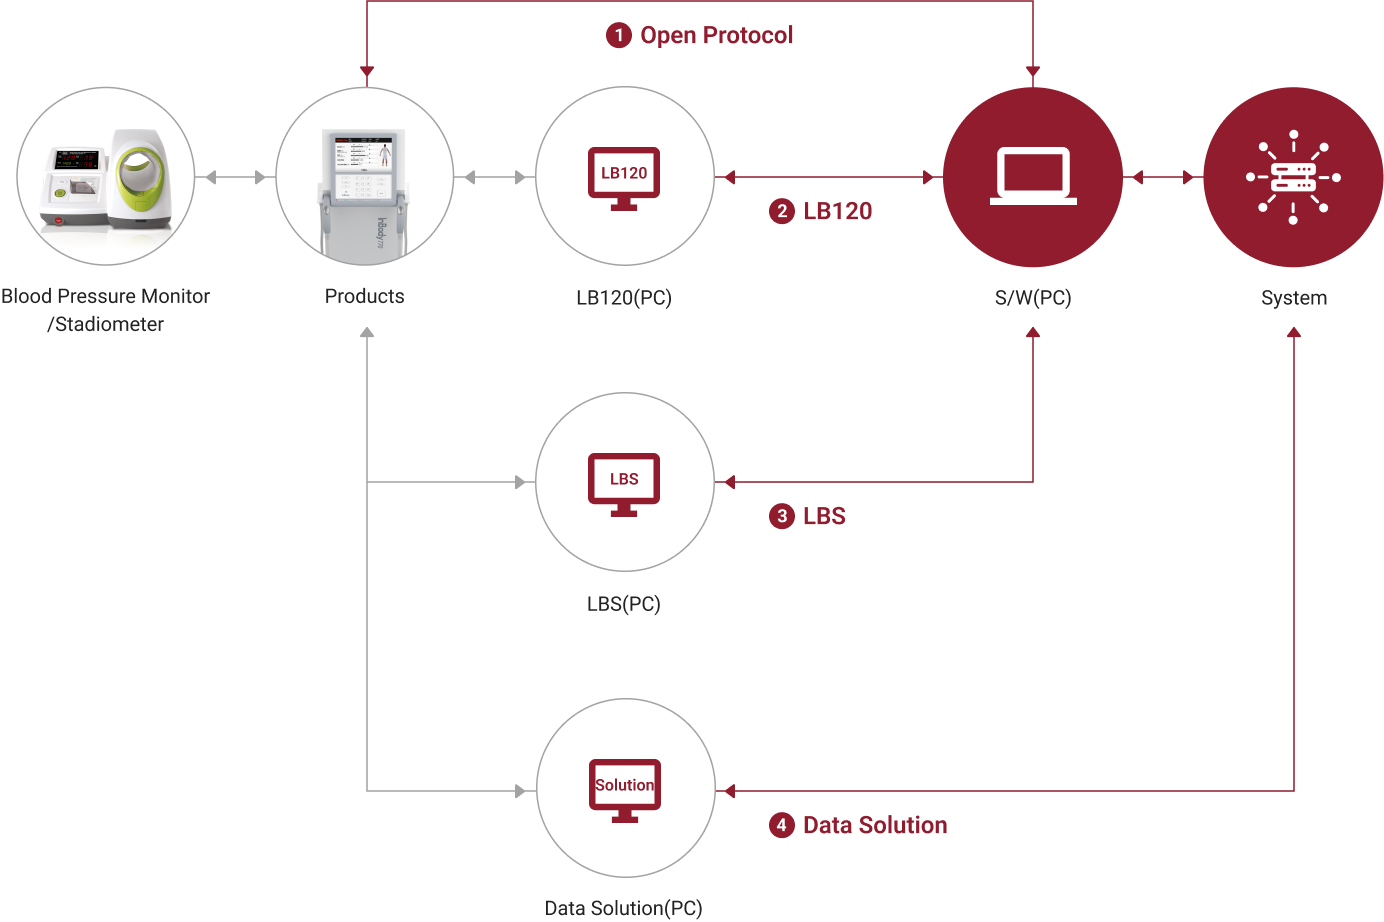 1 Open Protocol
LB120
2 LB120
InBody770
Blood Pressure Monitor
/Stadiometer
Products
LB120(PC)
S/W(PC)
System
LBS
3 LBS
LBS(PC)
Solution
4 Data Solution
Data Solution(PC)